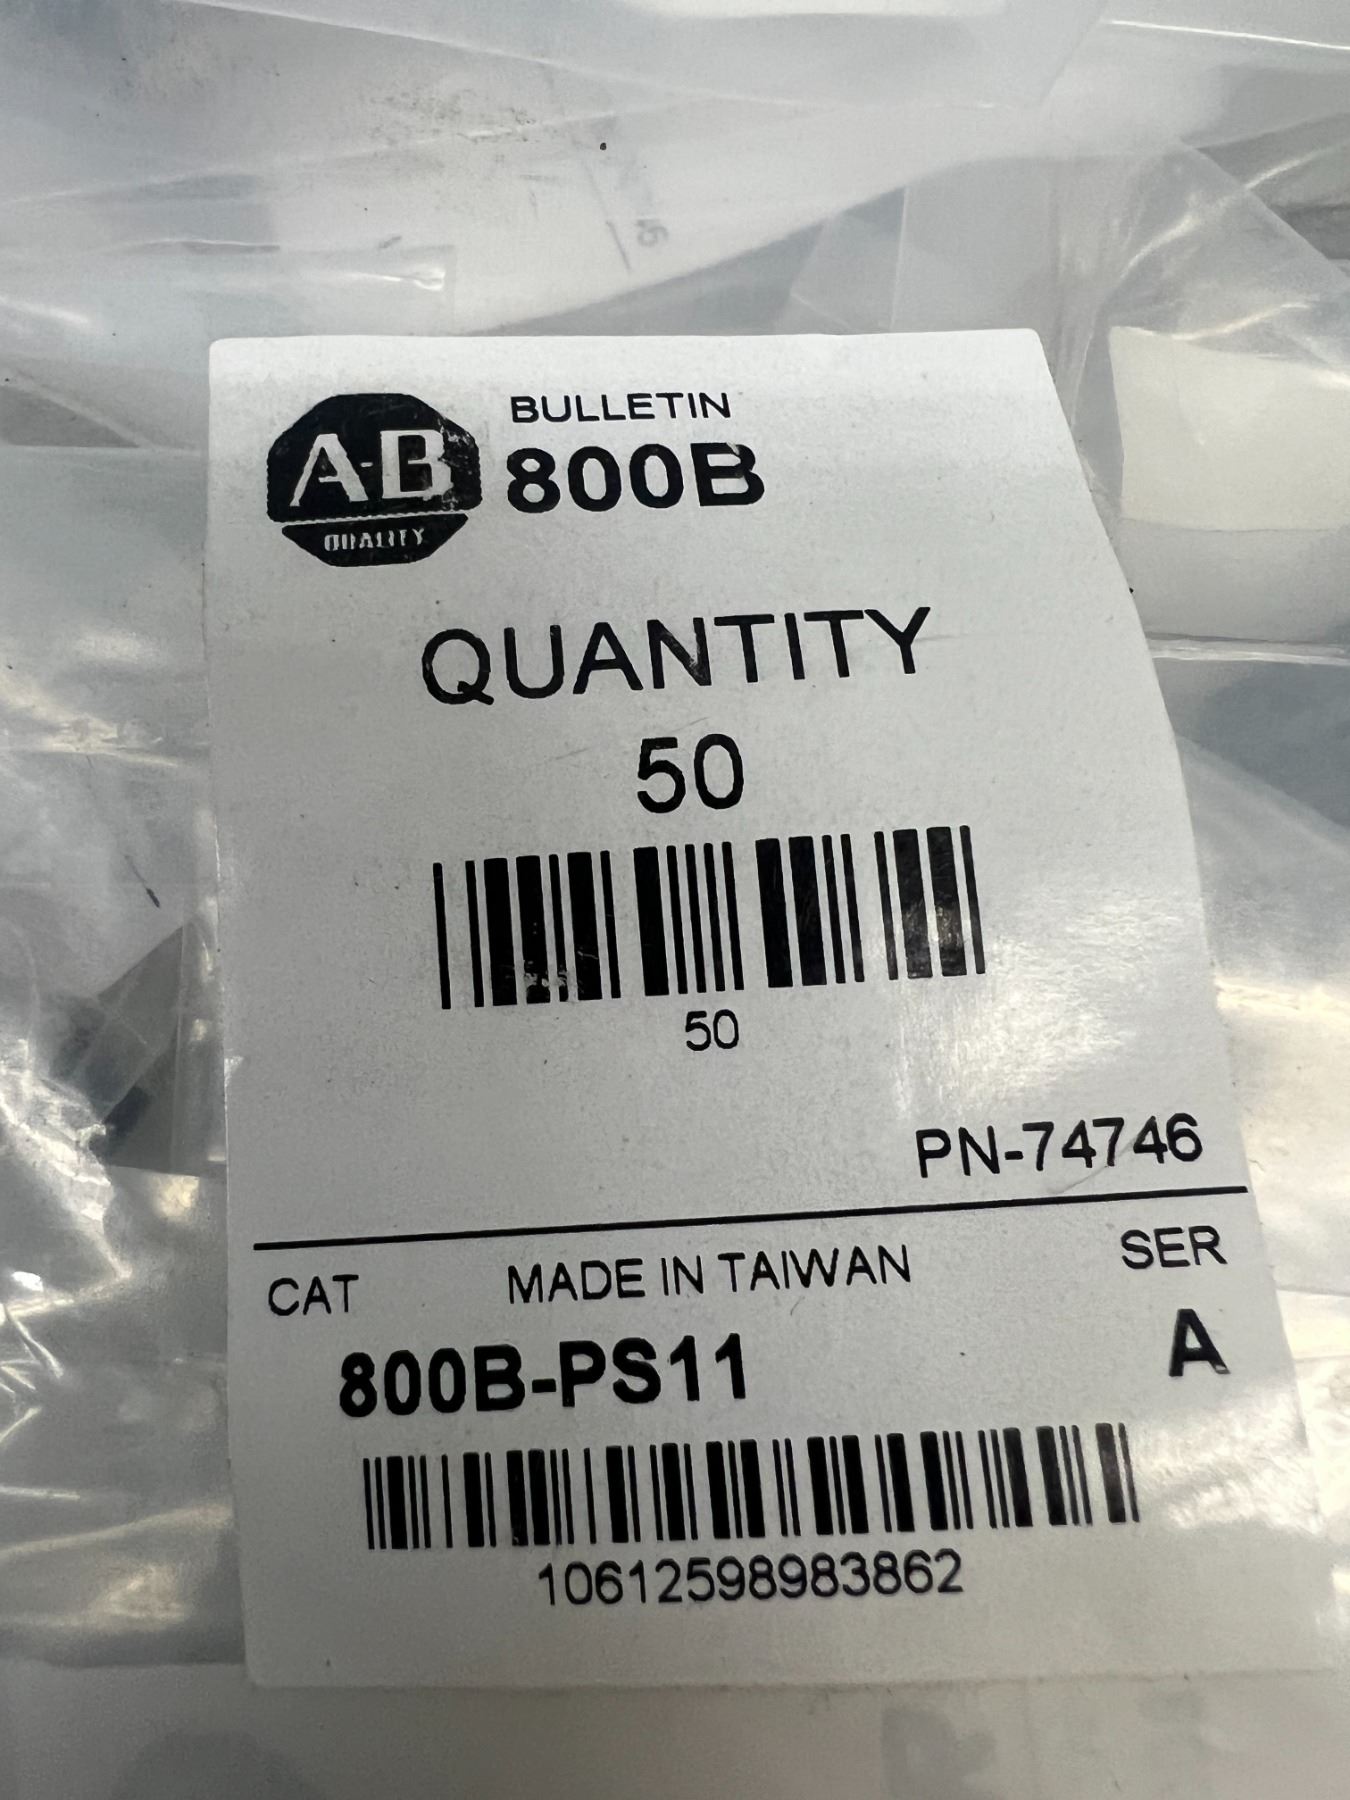 A-B
QUALITY
BULLETIN
800B
QUANTITY
50
50
PN-74746
CAT
MADE IN TAIWAN
SER
800B-PS11
A
10612598983862